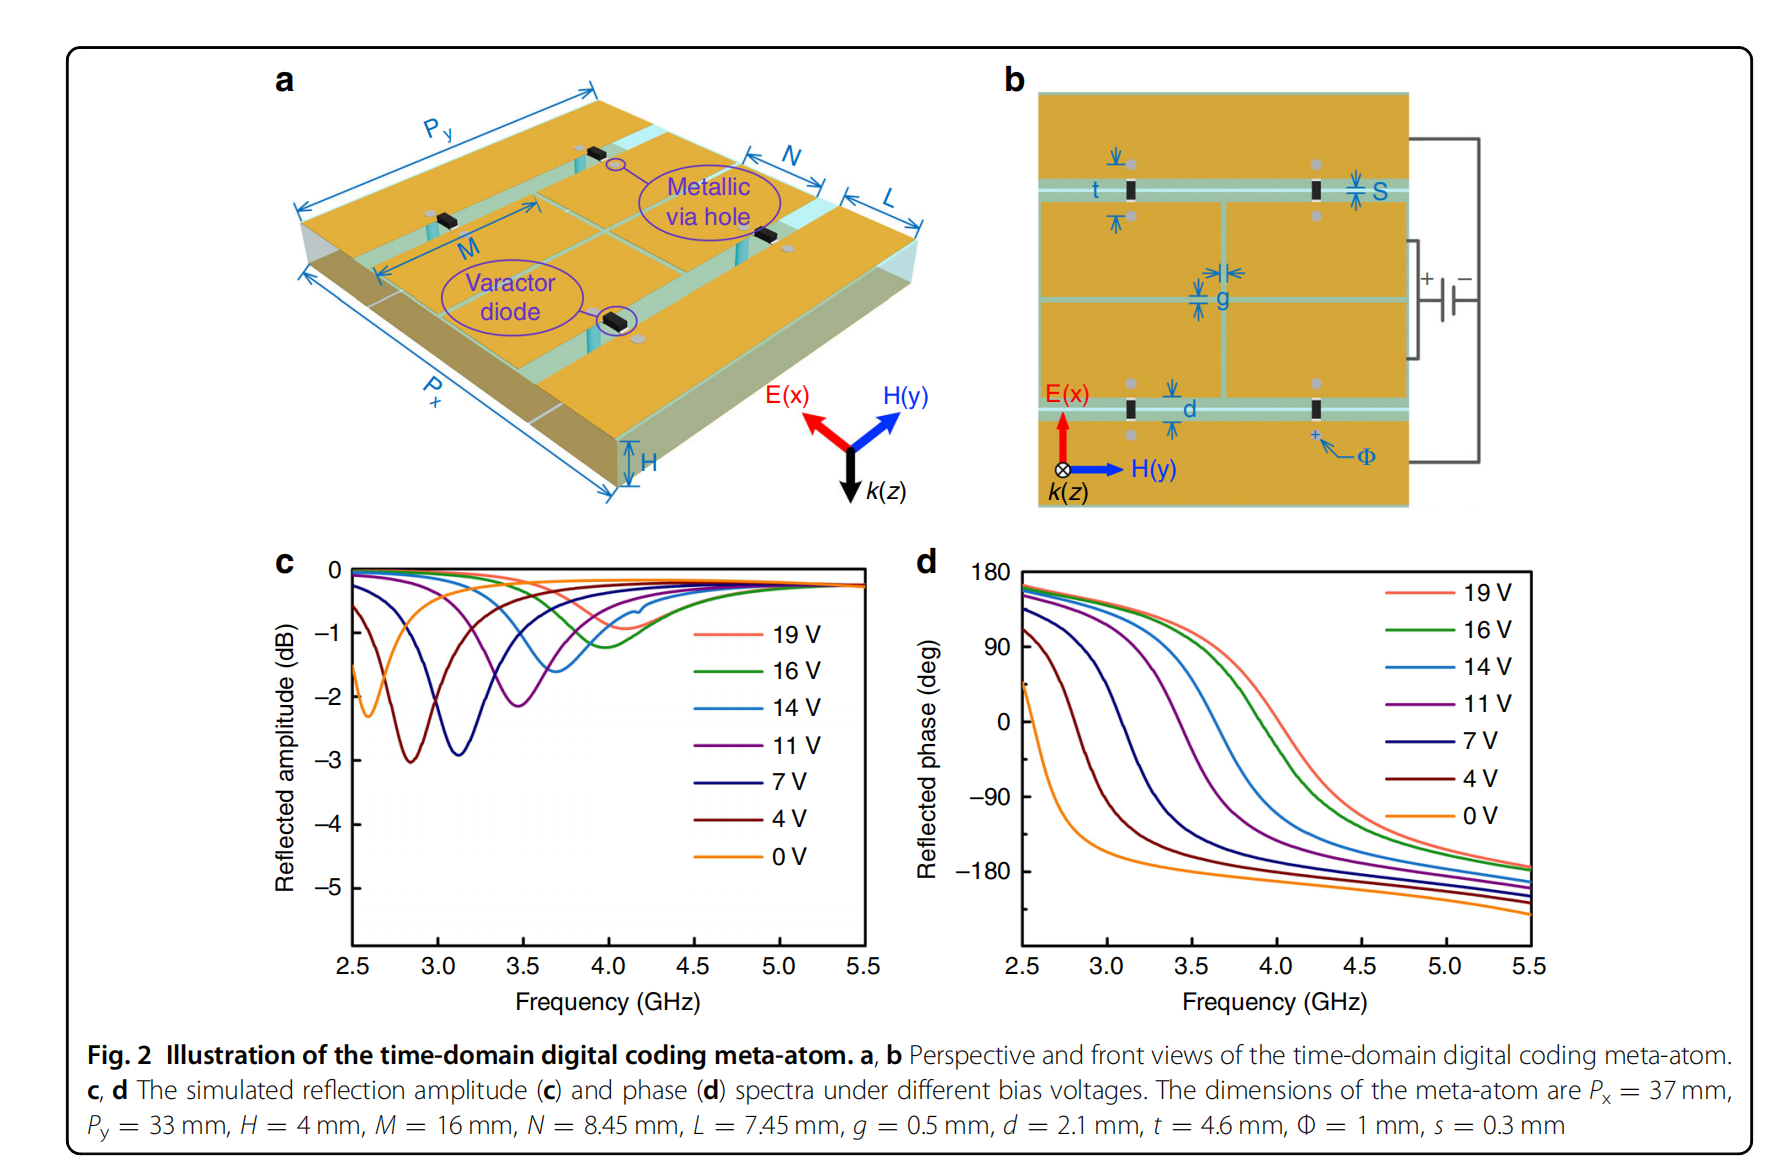 a
P_y
N
L
Metallic
via hole
M
Varactor
diode
P_x
H
E(x)
H(y)
k(z)
b
t
S
g
+ −
d
E(x)
H(y)
k(z)
+
Φ
c
0
−1
−2
−3
−4
−5
Reflected amplitude (dB)
19 V
16 V
14 V
11 V
7 V
4 V
0 V
2.5 3.0 3.5 4.0 4.5 5.0 5.5
Frequency (GHz)
d
180
90
0
−90
−180
Reflected phase (deg)
19 V
16 V
14 V
11 V
7 V
4 V
0 V
2.5 3.0 3.5 4.0 4.5 5.0 5.5
Frequency (GHz)
Fig. 2 Illustration of the time-domain digital coding meta-atom. a, b Perspective and front views of the time-domain digital coding meta-atom.
c, d The simulated reflection amplitude (c) and phase (d) spectra under different bias voltages. The dimensions of the meta-atom are P_x = 37 mm,
P_y = 33 mm, H = 4 mm, M = 16 mm, N = 8.45 mm, L = 7.45 mm, g = 0.5 mm, d = 2.1 mm, t = 4.6 mm, Φ = 1 mm, s = 0.3 mm